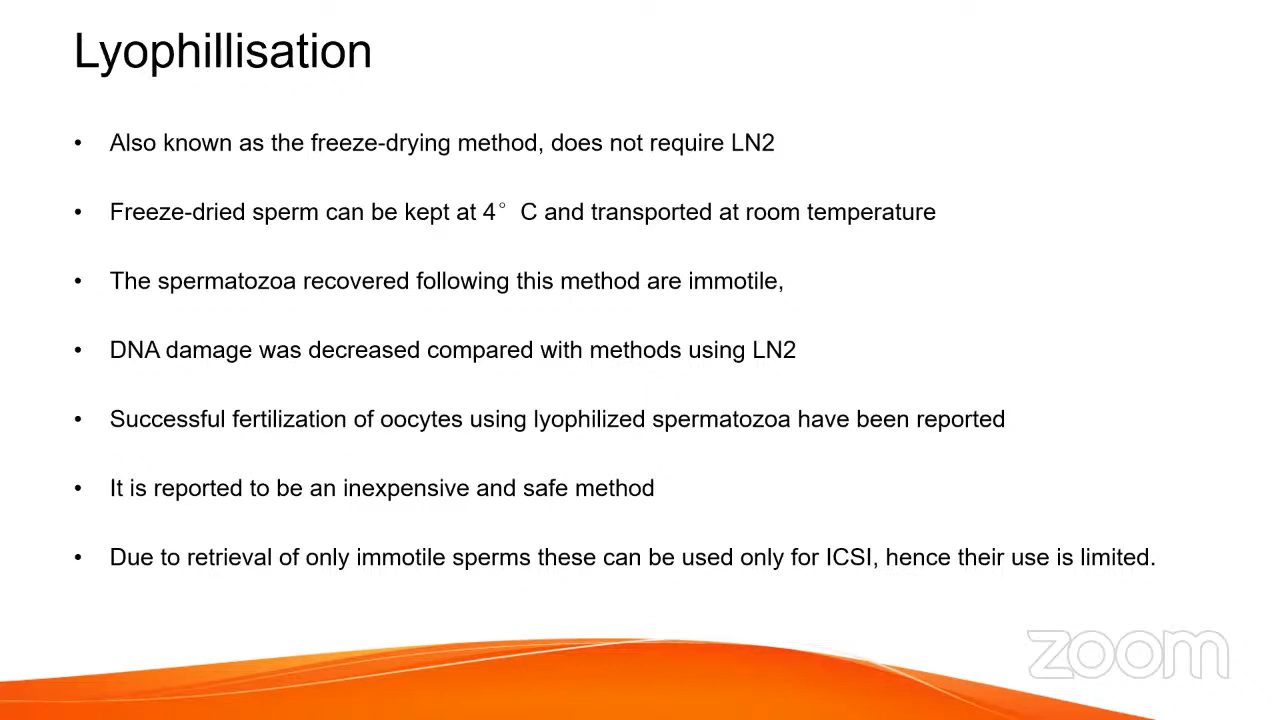 Lyophillisation
• Also known as the freeze-drying method, does not require LN2
• Freeze-dried sperm can be kept at 4° C and transported at room temperature
• The spermatozoa recovered following this method are immotile,
• DNA damage was decreased compared with methods using LN2
• Successful fertilization of oocytes using lyophilized spermatozoa have been reported
• It is reported to be an inexpensive and safe method
• Due to retrieval of only immotile sperms these can be used only for ICSI, hence their use is limited.
zoom